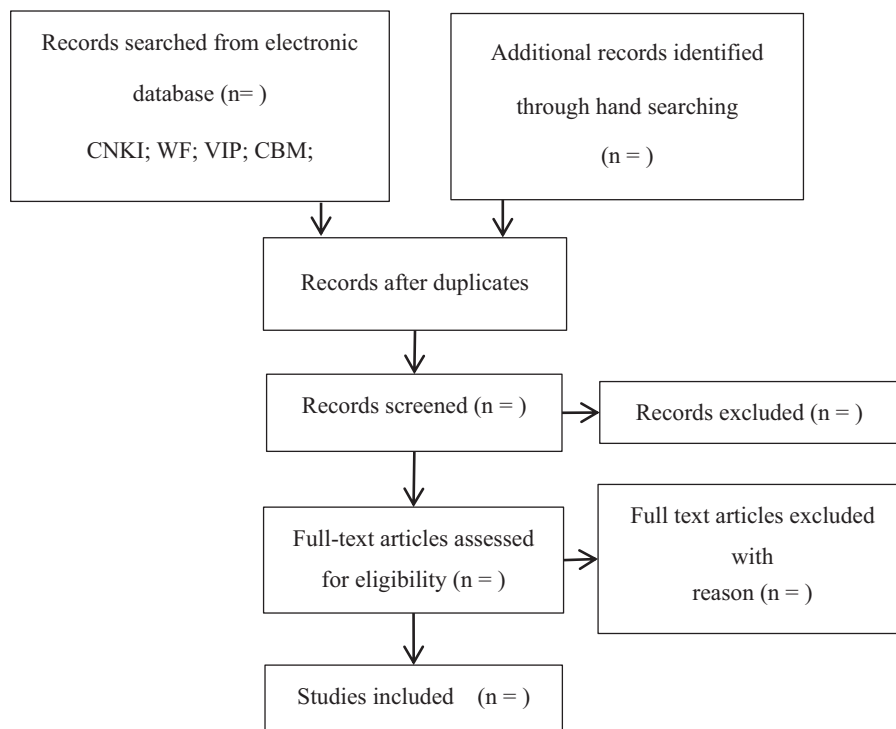 Records searched from electronic
database (n= )
CNKI; WF; VIP; CBM;
Additional records identified
through hand searching
(n = )
Records after duplicates
Records screened (n = )
Records excluded (n = )
Full-text articles assessed
for eligibility (n = )
Full text articles excluded
with
reason (n = )
Studies included (n = )